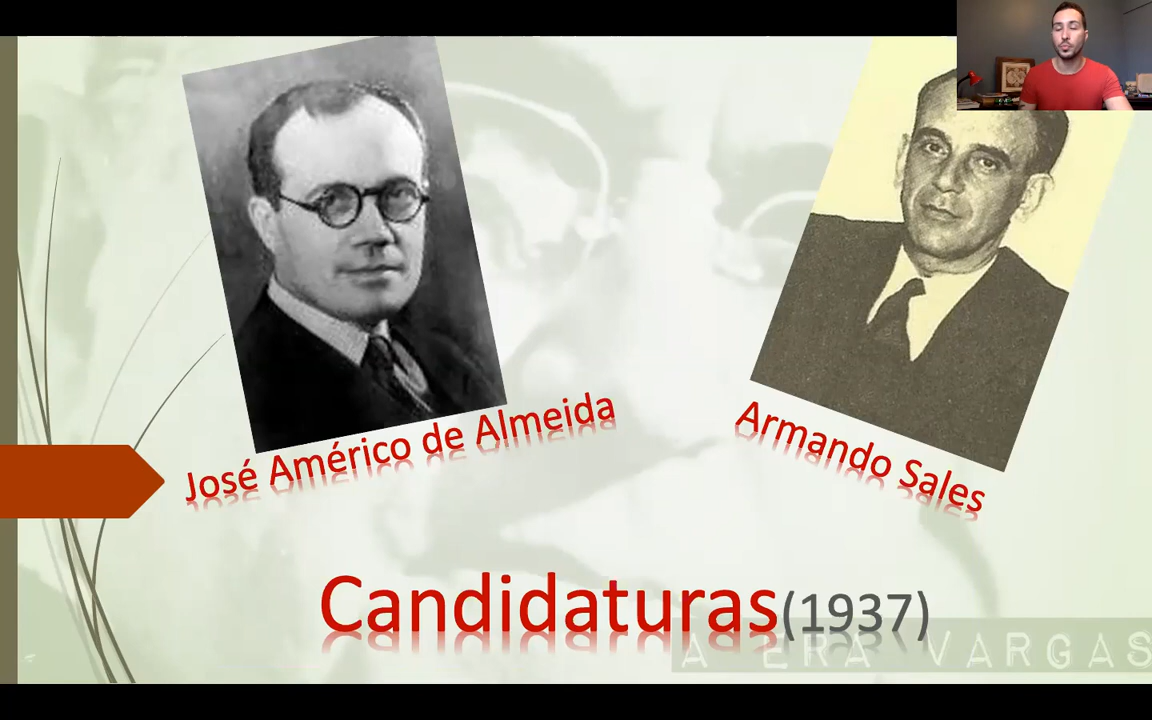 José Américo de Almeida
Armando Sales
Candidaturas(1937)
A ERA VARGAS